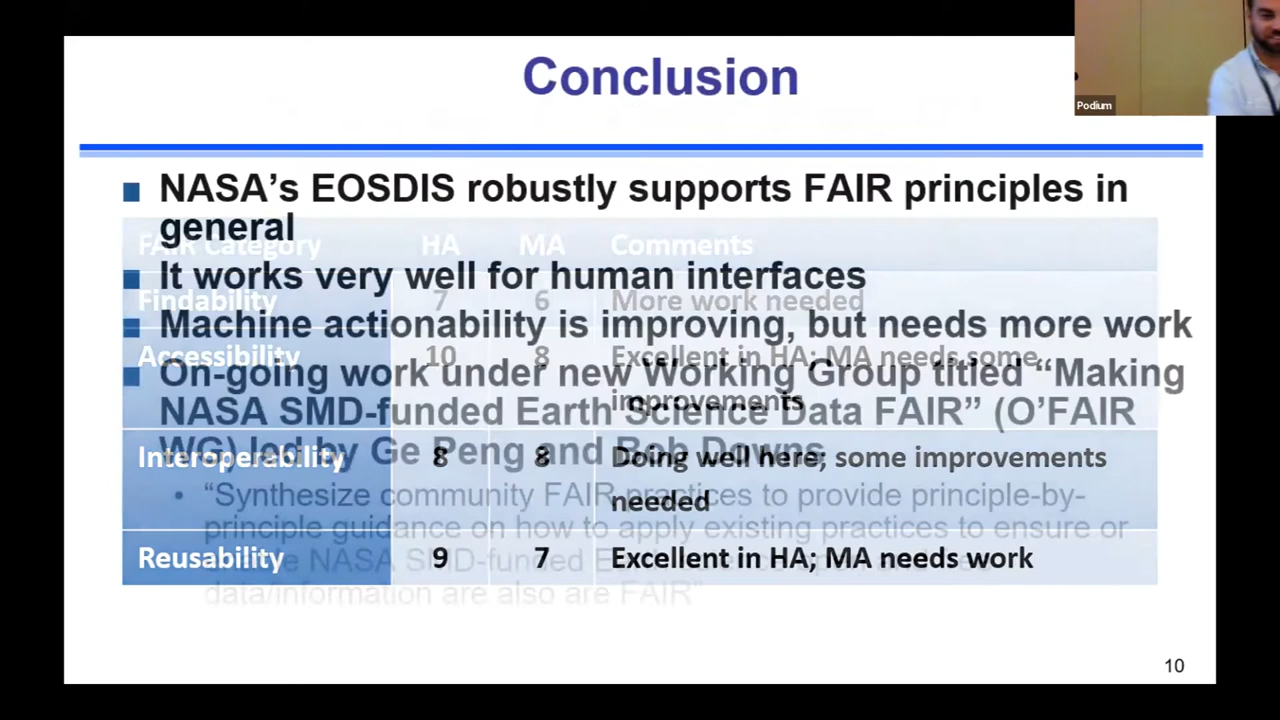 Conclusion
Podium
NASA's EOSDIS robustly supports FAIR principles in
general
It works very well for human interfaces
Machine actionability is improving, but needs more work
On-going work under new Working Group titled “Making
NASA SMD-funded Earth Science Data FAIR” (O'FAIR
WG) led by Ge Peng and Bob Downs
• “Synthesize community FAIR practices to provide principle-by-
principle guidance on how to apply existing practices to ensure or
NASA SMD-funded
data/information are also are FAIR”
FAIR Category HA MA Comments
Findability 7 6 More work needed
Accessibility 10 8 Excellent in HA; MA needs some
improvements
Interoperability 8 8 Doing well here; some improvements
needed
Reusability 9 7 Excellent in HA; MA needs work
10